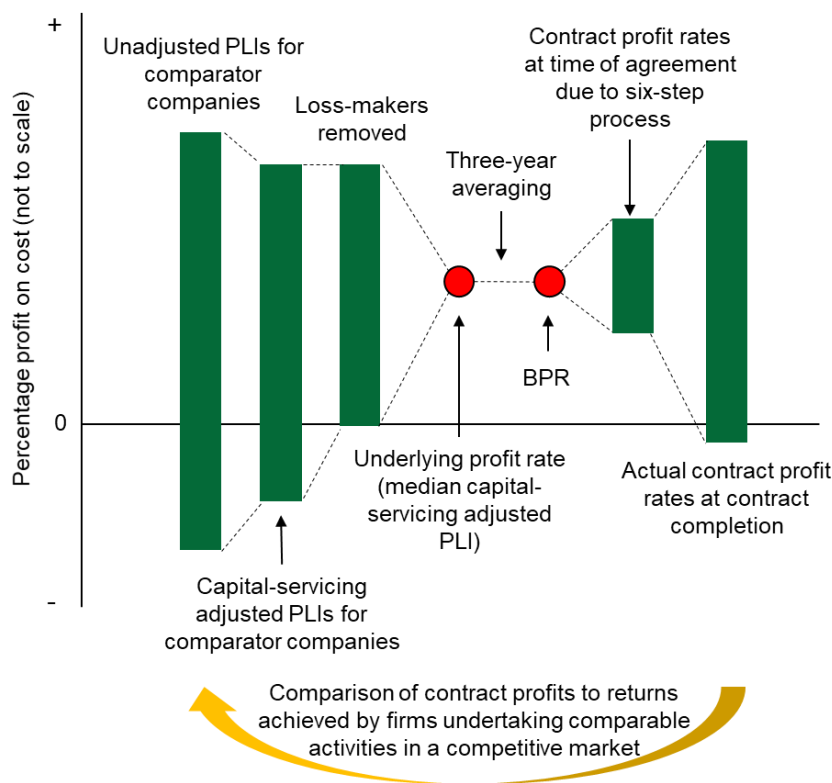 +
Percentage profit on cost (not to scale)
0
-
Unadjusted PLIs for
comparator
companies
Loss-makers
removed
Three-year
averaging
Contract profit rates
at time of agreement
due to six-step
process
BPR
Underlying profit rate
(median capital-
servicing adjusted
PLI)
Actual contract profit
rates at contract
completion
Capital-servicing
adjusted PLIs for
comparator companies
Comparison of contract profits to returns
achieved by firms undertaking comparable
activities in a competitive market